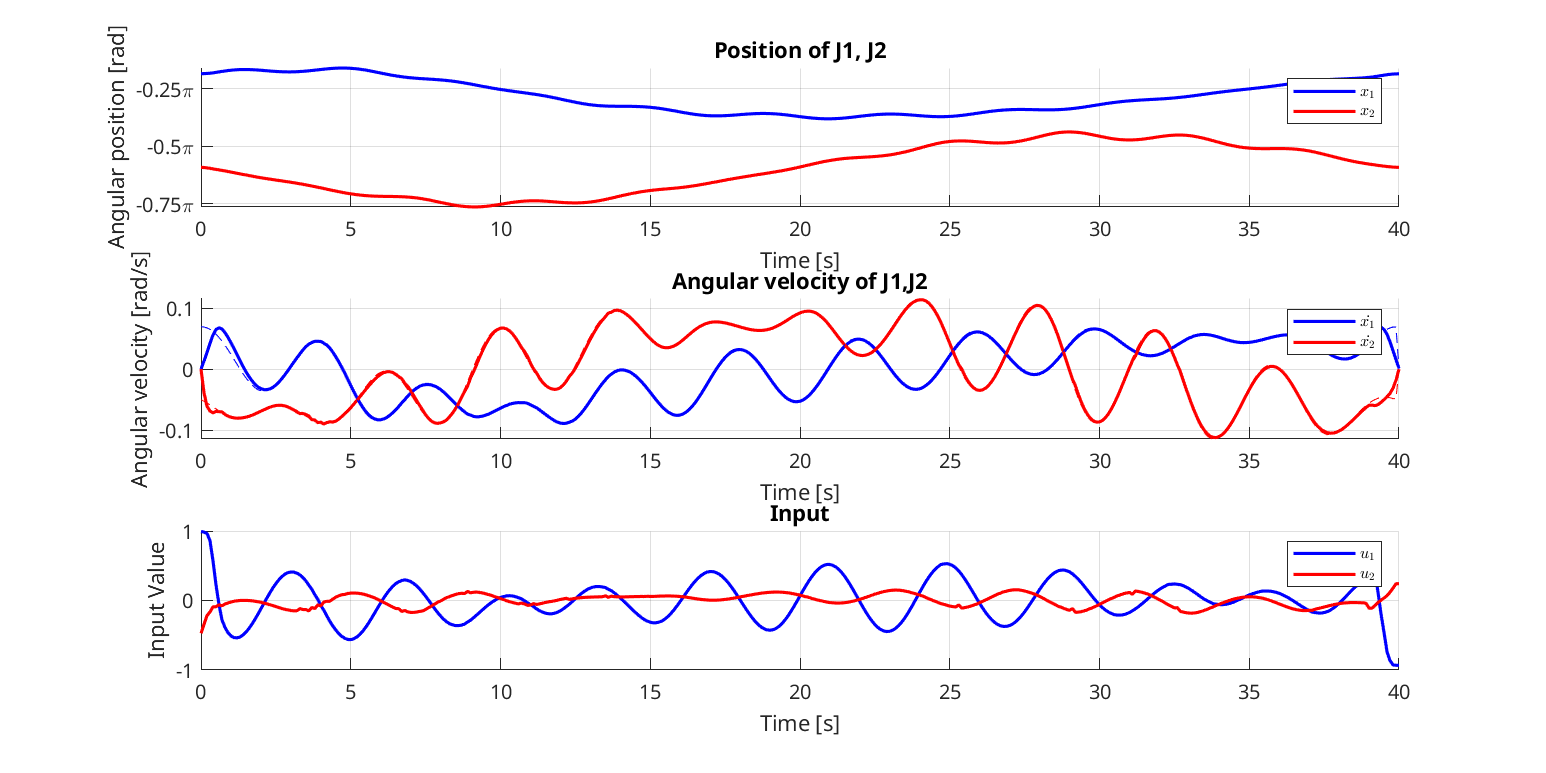 Position of J1, J2
Angular position [rad]
-0.25π
-0.5π
-0.75π
x₁
x₂
0 5 10 15 20 25 30 35 40
Time [s]
Angular velocity of J1,J2
Angular velocity [rad/s]
0.1
0
-0.1
ẋ₁
ẋ₂
0 5 10 15 20 25 30 35 40
Time [s]
Input
Input Value
1
0
-1
u₁
u₂
0 5 10 15 20 25 30 35 40
Time [s]